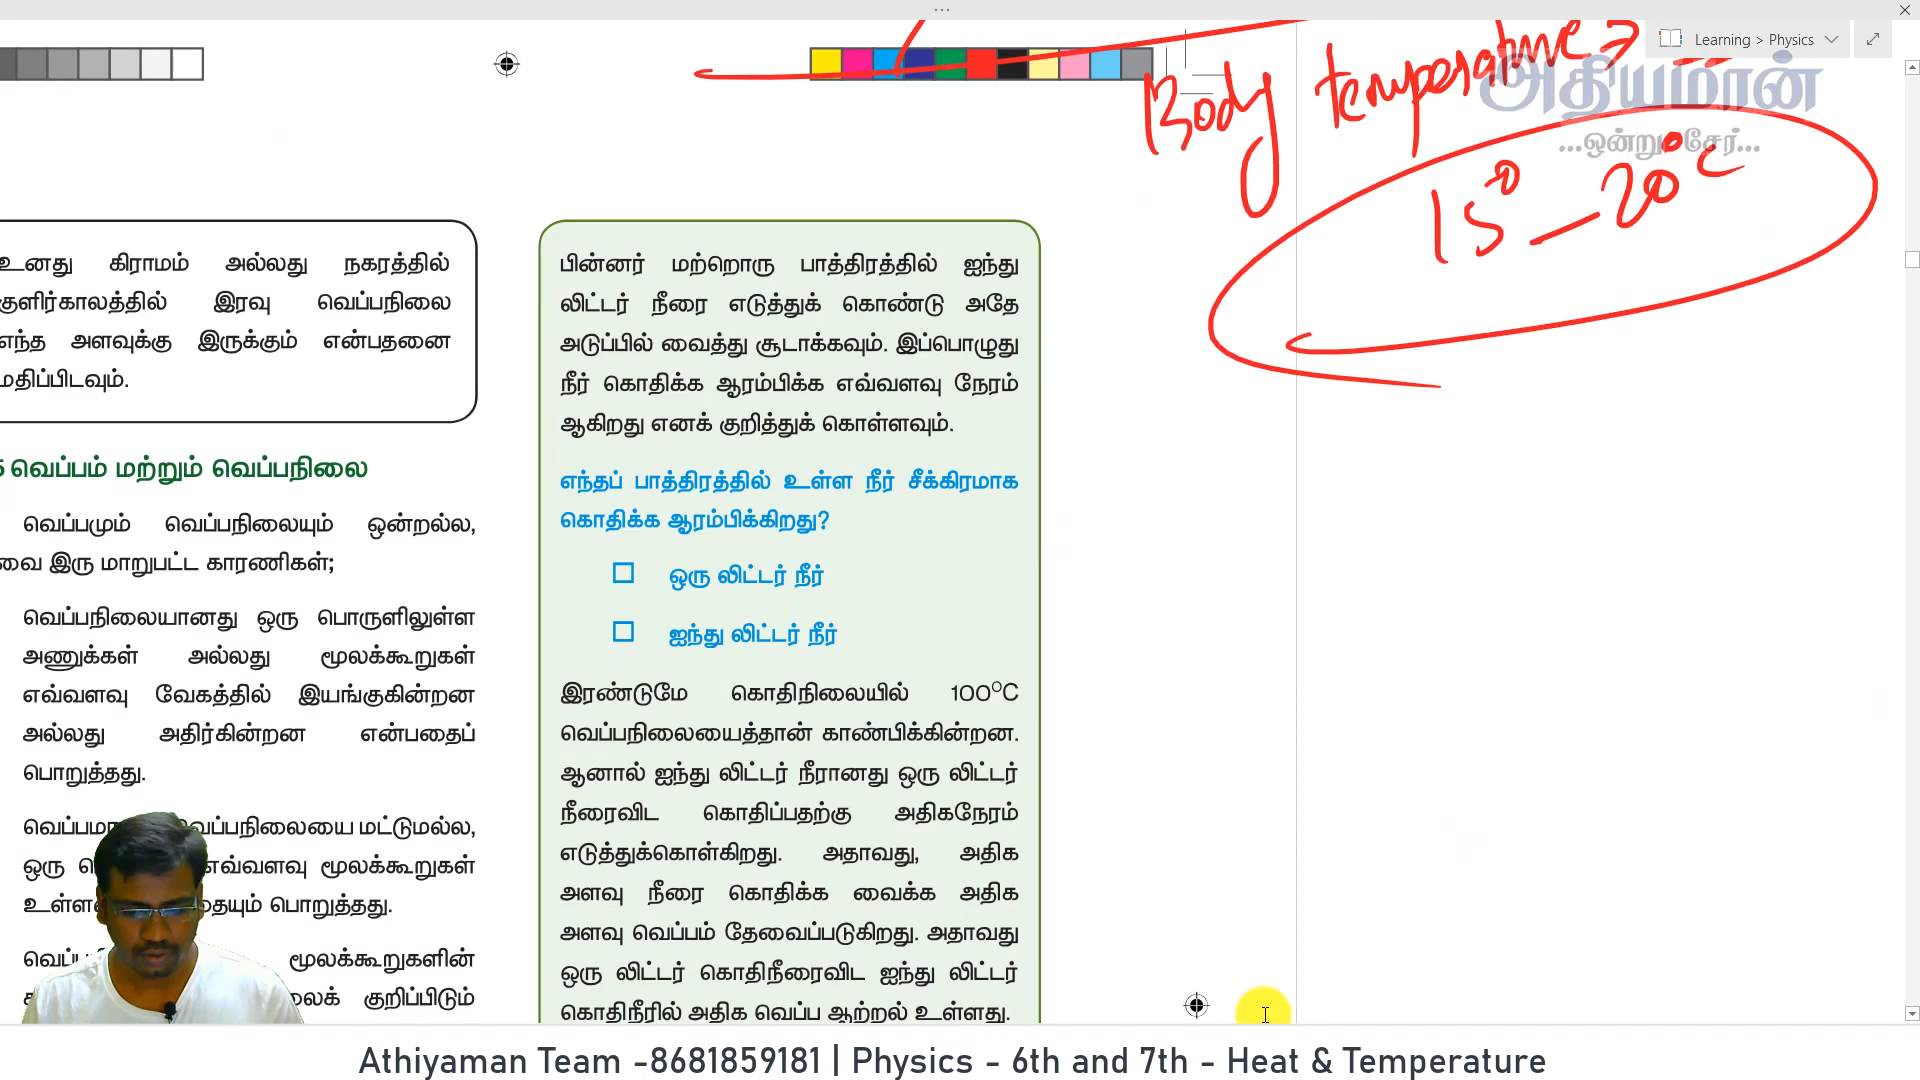 Learning > Physics
Body temperature →
அதியமான்
...ஒன்று சேர்...
15° – 20°C
உனது கிராமம் அல்லது நகரத்தில்
குளிர்காலத்தில் இரவு வெப்பநிலை
எந்த அளவுக்கு இருக்கும் என்பதனை
மதிப்பிடவும்.
வெப்பம் மற்றும் வெப்பநிலை
வெப்பமும் வெப்பநிலையும் ஒன்றல்ல,
இரு மாறுபட்ட காரணிகள்;
வெப்பநிலையானது ஒரு பொருளிலுள்ள
அணுக்கள் அல்லது மூலக்கூறுகள்
எவ்வளவு வேகத்தில் இயங்குகின்றன
அல்லது அதிர்கின்றன என்பதைப்
பொறுத்தது.
வெப்பநிலையை மட்டுமல்ல,
ஒரு எவ்வளவு மூலக்கூறுகள்
பொறுத்தது.
மூலக்கூறுகளின்
குறிப்பிடும்
பின்னர் மற்றொரு பாத்திரத்தில் ஐந்து
லிட்டர் நீரை எடுத்துக் கொண்டு அதே
அடுப்பில் வைத்து சூடாக்கவும். இப்பொழுது
நீர் கொதிக்க ஆரம்பிக்க எவ்வளவு நேரம்
ஆகிறது எனக் குறித்துக் கொள்ளவும்.
எந்தப் பாத்திரத்தில் உள்ள நீர் சீக்கிரமாக
கொதிக்க ஆரம்பிக்கிறது?
☐ ஒரு லிட்டர் நீர்
☐ ஐந்து லிட்டர் நீர்
இரண்டுமே கொதிநிலையில் 100°C
வெப்பநிலையைத்தான் காண்பிக்கின்றன.
ஆனால் ஐந்து லிட்டர் நீரானது ஒரு லிட்டர்
நீரைவிட கொதிப்பதற்கு அதிகநேரம்
எடுத்துக்கொள்கிறது. அதாவது, அதிக
அளவு நீரை கொதிக்க வைக்க அதிக
அளவு வெப்பம் தேவைப்படுகிறது. அதாவது
ஒரு லிட்டர் கொதிநீரைவிட ஐந்து லிட்டர்
கொதிநீரில் அதிக வெப்ப ஆற்றல் உள்ளது.
Athiyaman Team -8681859181 | Physics - 6th and 7th - Heat & Temperature